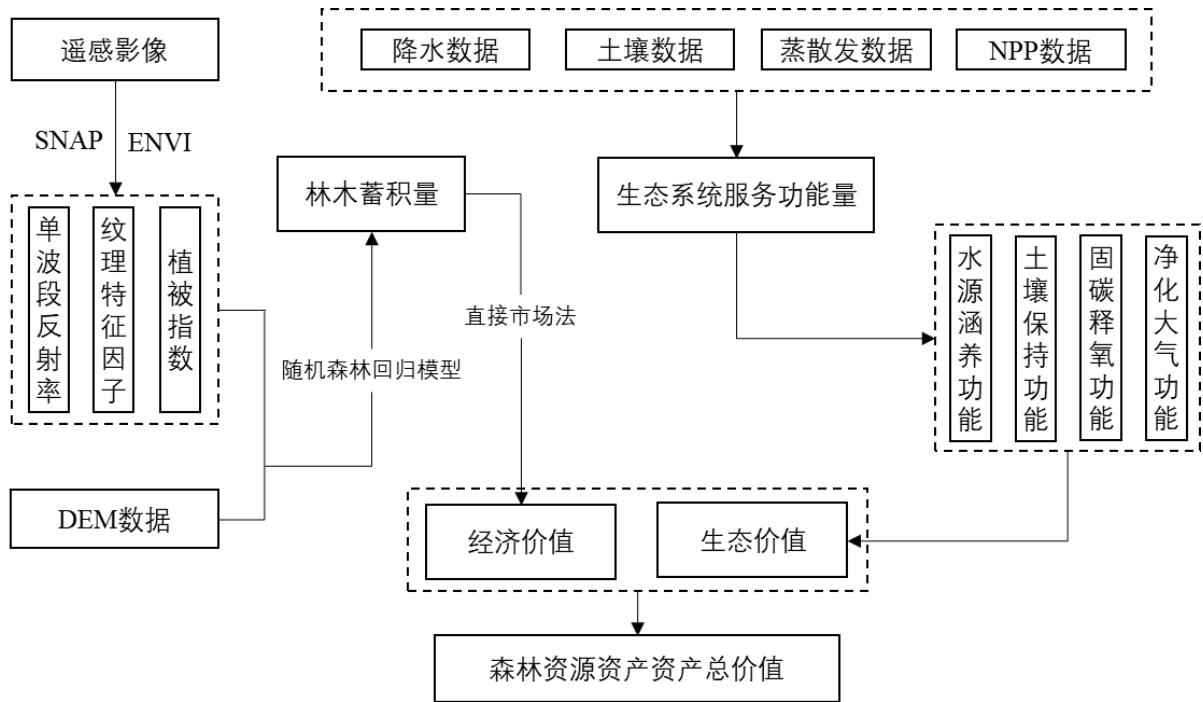 遥感影像
降水数据
土壤数据
蒸散发数据
NPP数据
SNAP
ENVI
单波段反射率
纹理特征因子
植被指数
林木蓄积量
生态系统服务功能量
水源涵养功能
土壤保持功能
固碳释氧功能
净化大气功能
直接市场法
随机森林回归模型
DEM数据
经济价值
生态价值
森林资源资产资产总价值